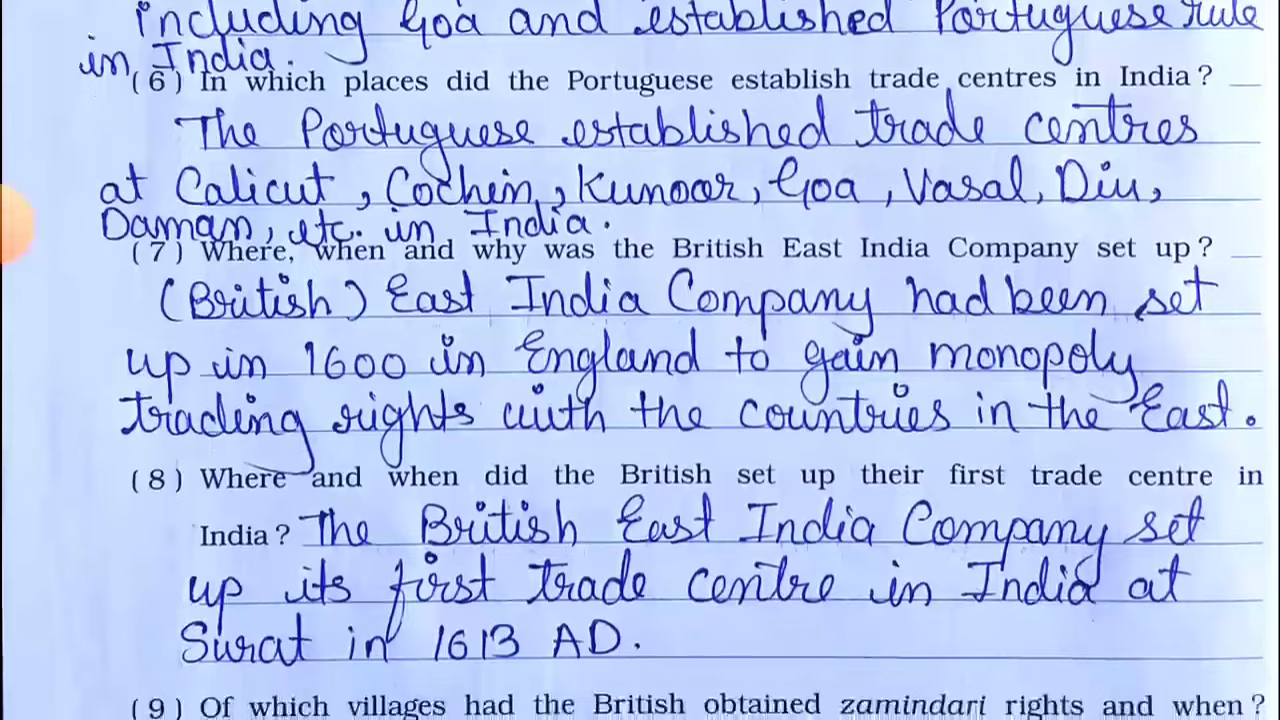 including Goa and established Portuguese rule
in India.
(6) In which places did the Portuguese establish trade centres in India?
The Portuguese established trade centres
at Calicut, Cochin, Kunoor, Goa, Vasai, Diu,
Daman, etc. in India.
(7) Where, when and why was the British East India Company set up?
(British) East India Company had been set
up in 1600 in England to gain monopoly
trading rights with the countries in the East.
(8) Where and when did the British set up their first trade centre in
India? The British East India Company set
up its first trade centre in India at
Surat in 1613 AD.
(9) Of which villages had the British obtained zamindari rights and when?